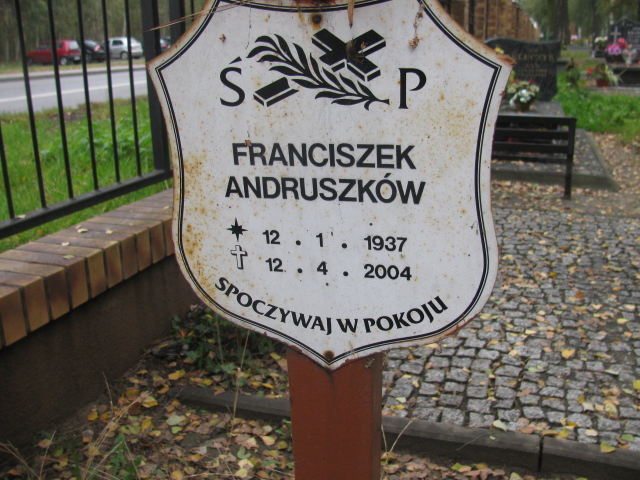 Ś P
FRANCISZEK
ANDRUSZKÓW
12 . 1 . 1937
12 . 4 . 2004
SPOCZYWAJ W POKOJU